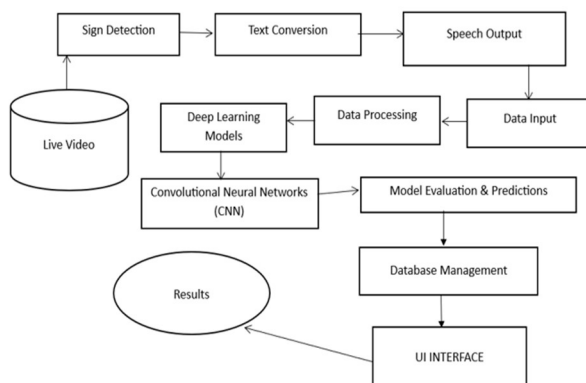 Sign Detection
Text Conversion
Speech Output
Live Video
Deep Learning
Models
Data Processing
Data Input
Convolutional Neural Networks
(CNN)
Model Evaluation & Predictions
Results
Database Management
UI INTERFACE